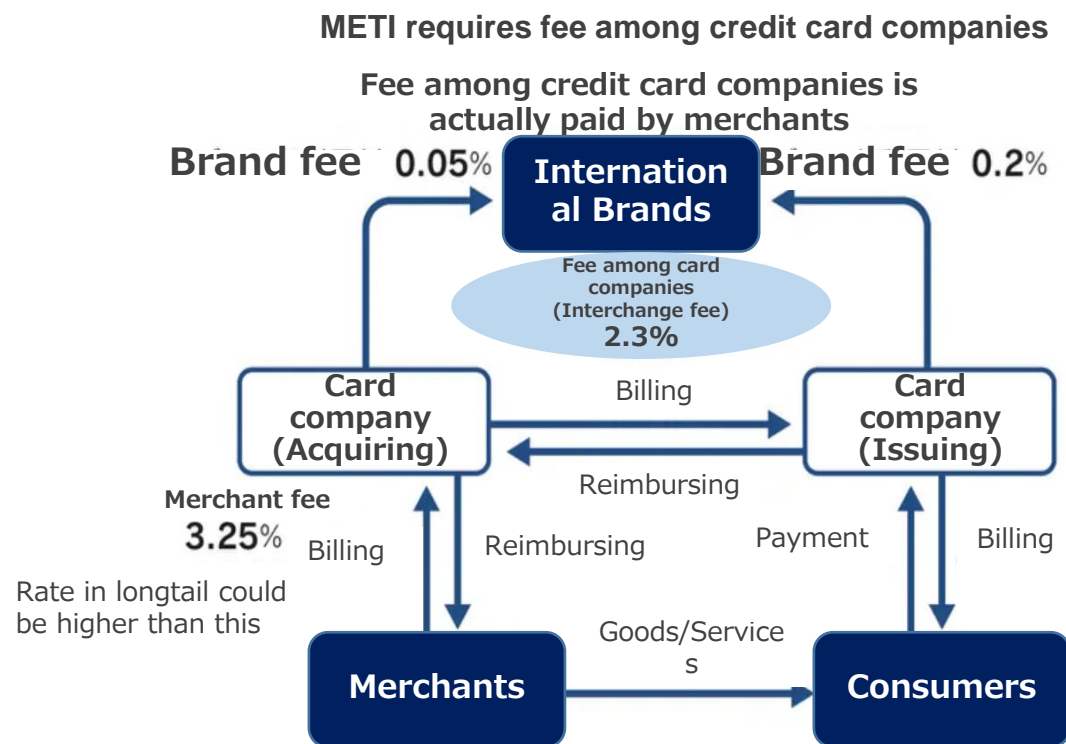 METI requires fee among credit card companies
Fee among credit card companies is
actually paid by merchants
Brand fee 0.05%
Internation
al Brands
Brand fee 0.2%
Fee among card
companies
(Interchange fee)
2.3%
Card
company
(Acquiring)
Billing
Card
company
(Issuing)
Reimbursing
Merchant fee
3.25%
Billing
Reimbursing
Payment
Billing
Rate in longtail could
be higher than this
Goods/Service
s
Merchants
Consumers